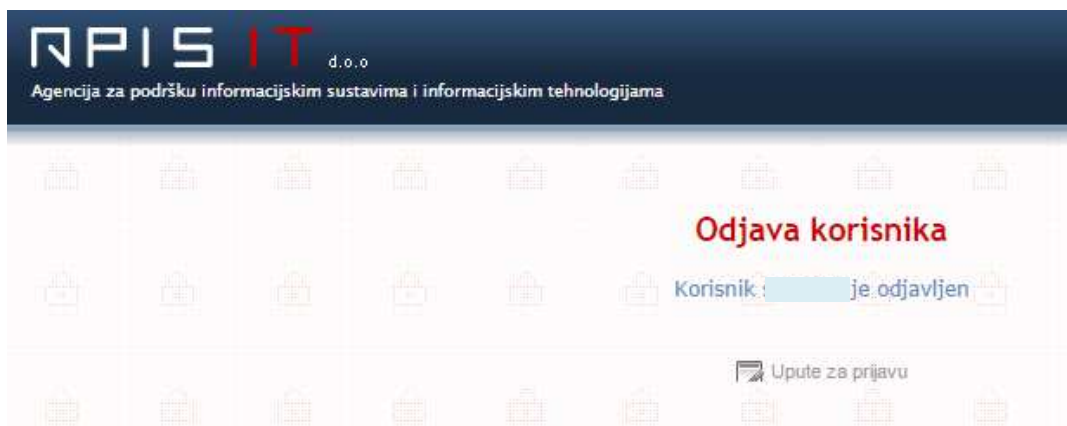 APIS IT d.o.o
Agencija za podršku informacijskim sustavima i informacijskim tehnologijama
Odjava korisnika
Korisnik je odjavljen
Upute za prijavu